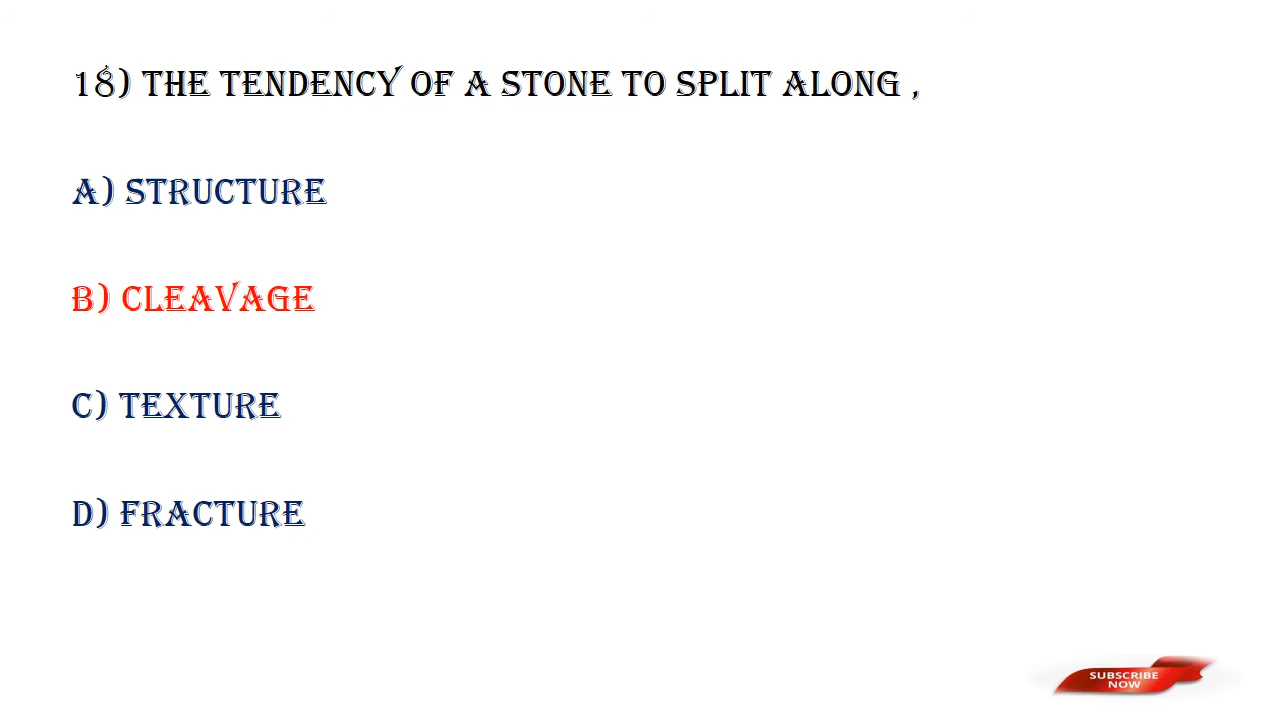 18) THE TENDENCY OF A STONE TO SPLIT ALONG ,
A) STRUCTURE
B) CLEAVAGE
C) TEXTURE
D) FRACTURE
SUBSCRIBE
NOW